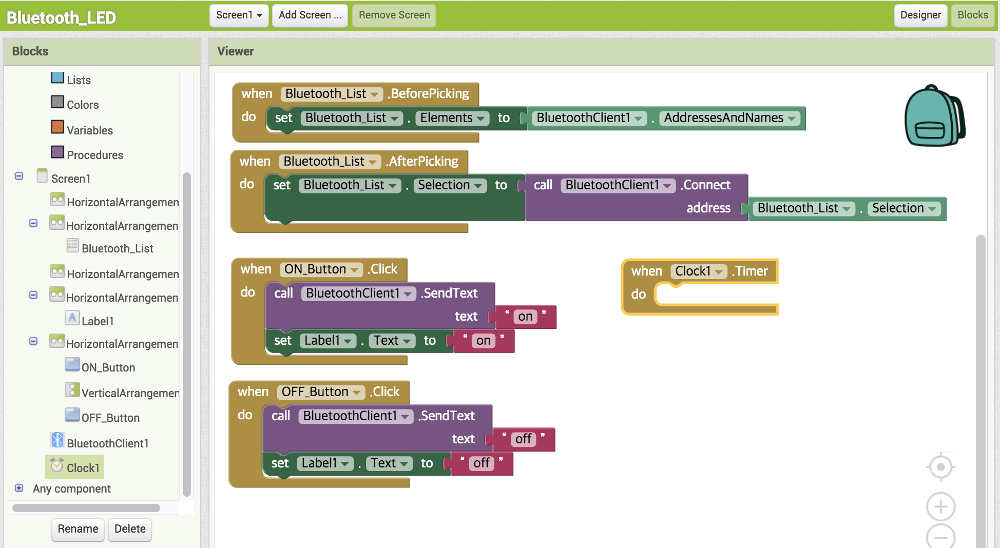 Bluetooth_LED
Screen1
Add Screen ...
Remove Screen
Designer
Blocks
Blocks
Lists
Colors
Variables
Procedures
Screen1
HorizontalArrangemen
HorizontalArrangemen
Bluetooth_List
HorizontalArrangemen
HorizontalArrangemen
A Label1
HorizontalArrangemen
ON_Button
VerticalArrangemen
OFF_Button
BluetoothClient1
Clock1
Any component
Rename
Delete
Viewer
when Bluetooth_List .BeforePicking
do set Bluetooth_List . Elements to BluetoothClient1 . AddressesAndNames
when Bluetooth_List .AfterPicking
do set Bluetooth_List . Selection to call BluetoothClient1 .Connect
address Bluetooth_List . Selection
when ON_Button .Click
do call BluetoothClient1 .SendText
text “ on ”
set Label1 . Text to “ on ”
when Clock1 .Timer
do
when OFF_Button .Click
do call BluetoothClient1 .SendText
text “ off ”
set Label1 . Text to “ off ”